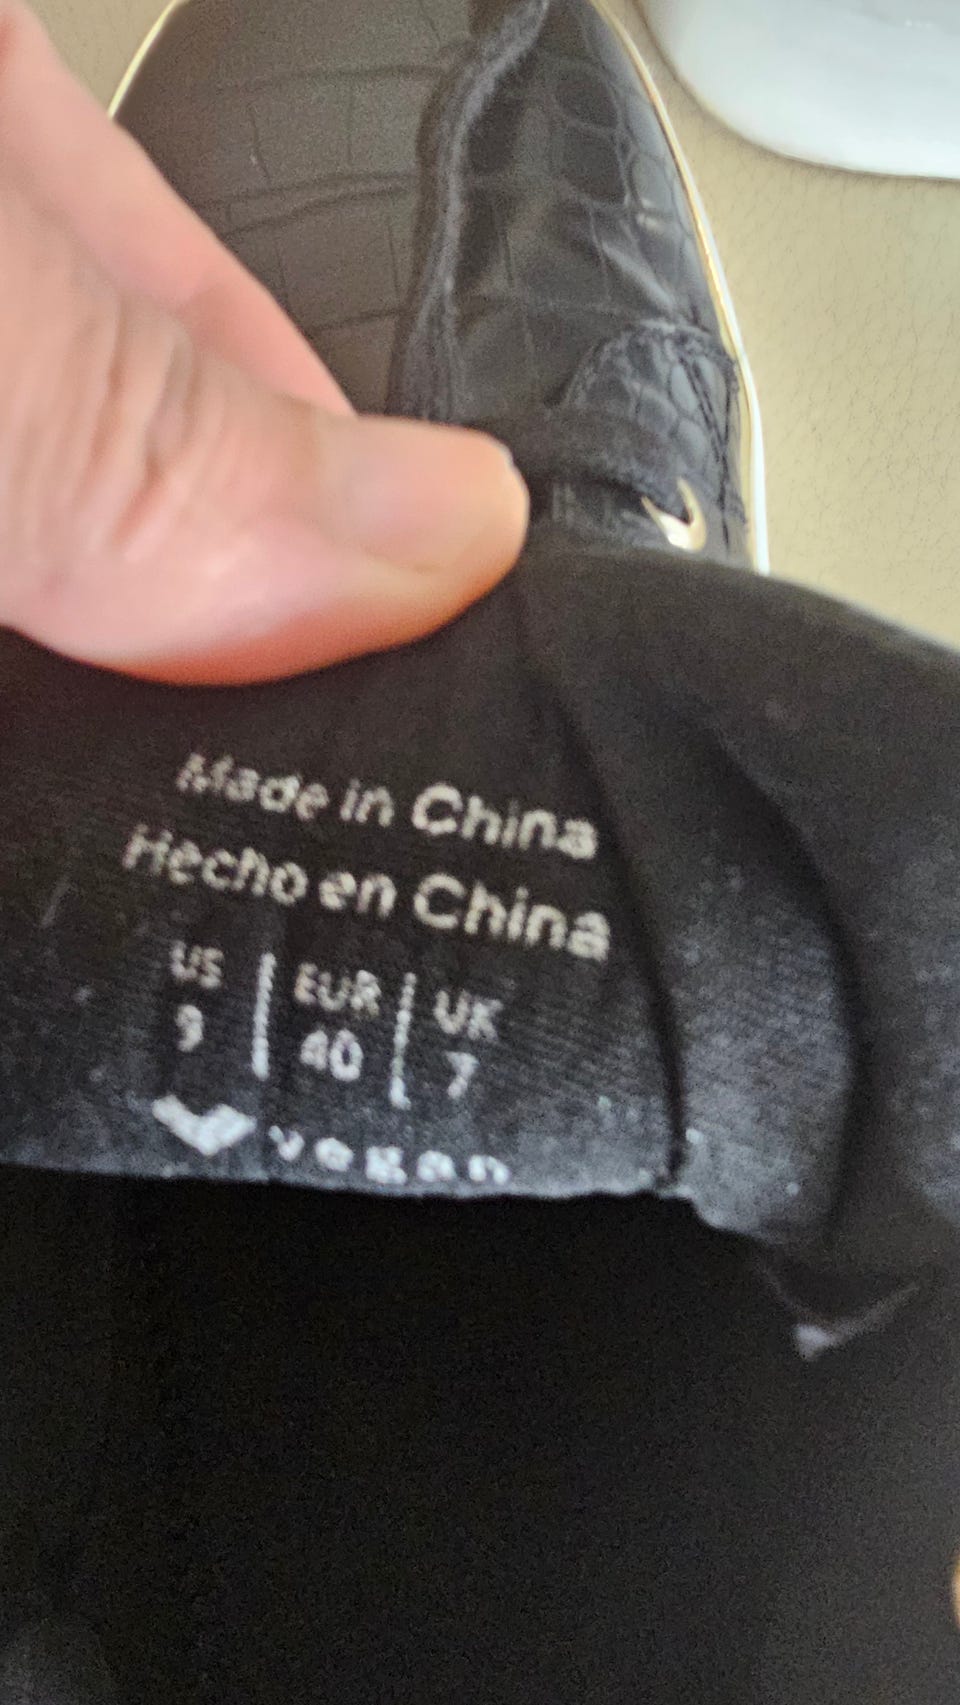 Made in China
Hecho en China
US | EUR | UK
9 | 40 | 7
vegan